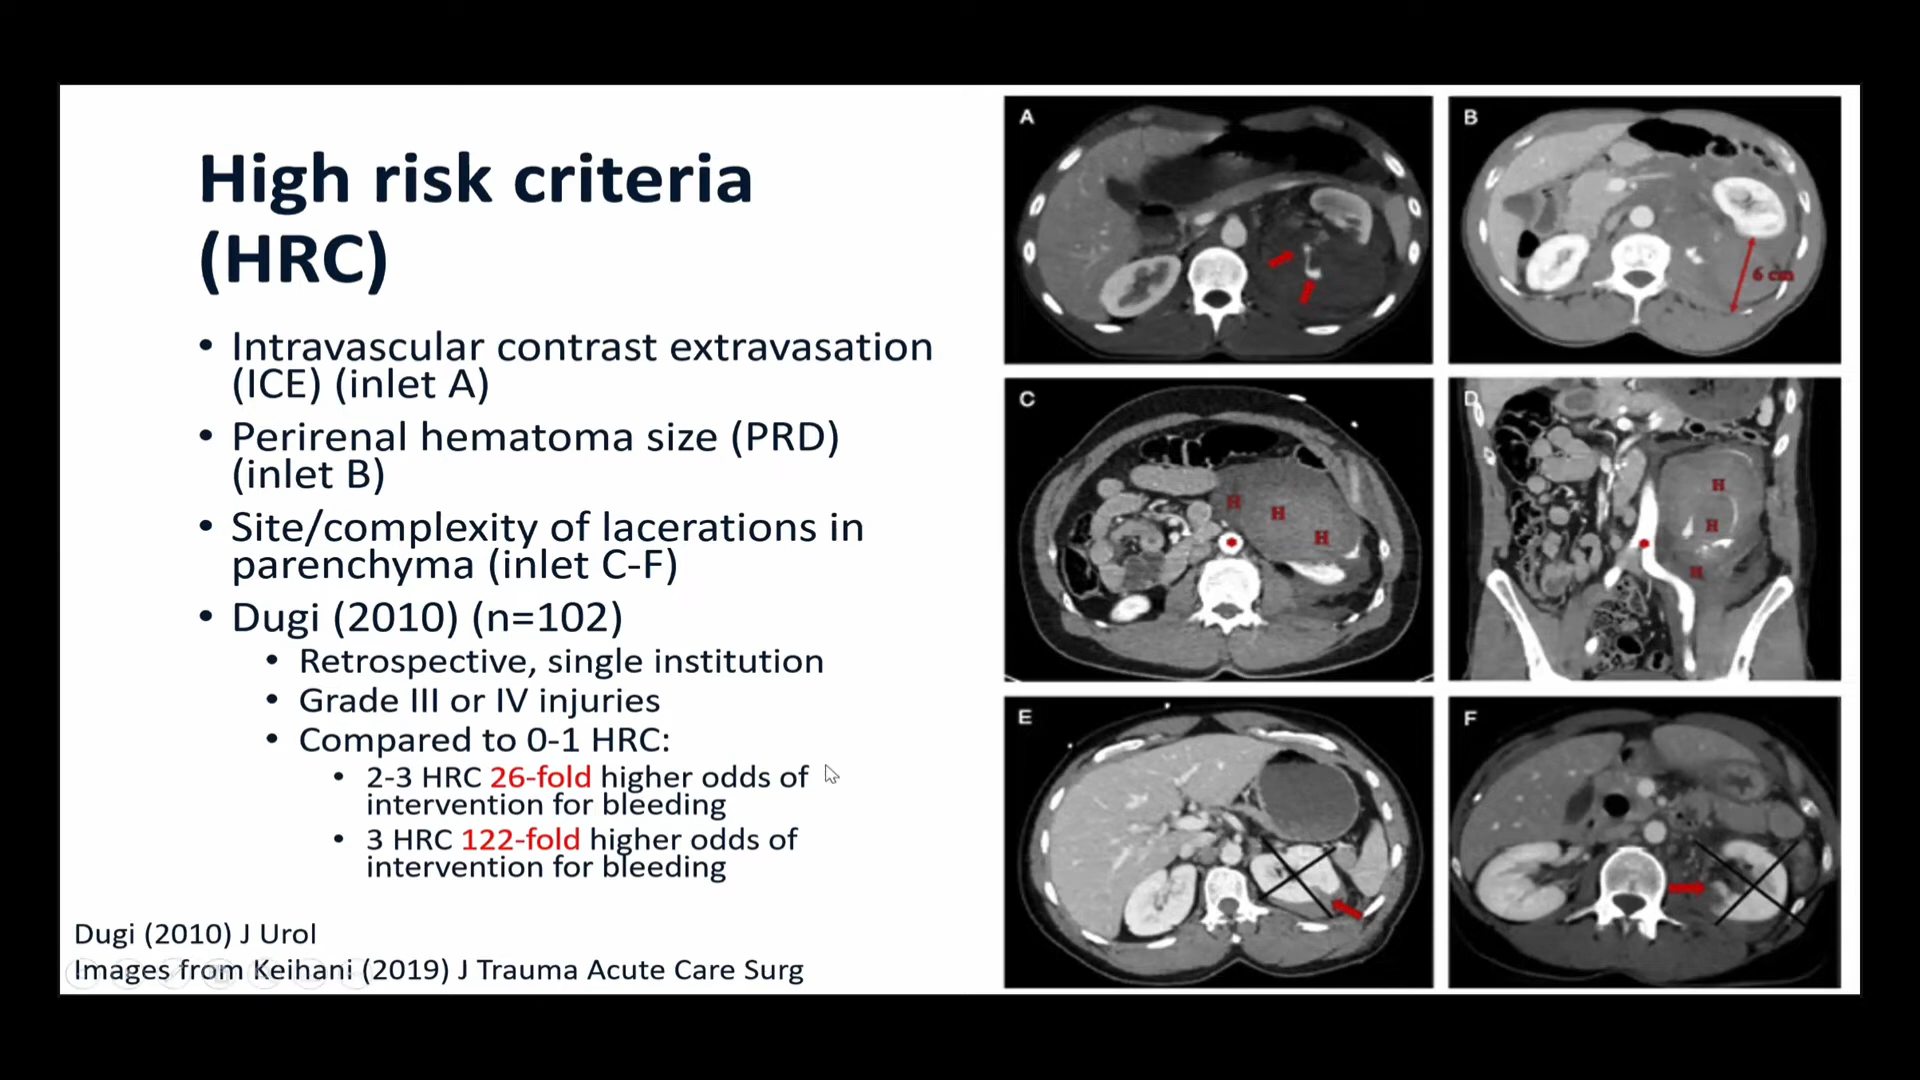 High risk criteria
(HRC)
• Intravascular contrast extravasation
(ICE) (inlet A)
• Perirenal hematoma size (PRD)
(inlet B)
• Site/complexity of lacerations in
parenchyma (inlet C-F)
• Dugi (2010) (n=102)
• Retrospective, single institution
• Grade III or IV injuries
• Compared to 0-1 HRC:
• 2-3 HRC 26-fold higher odds of
intervention for bleeding
• 3 HRC 122-fold higher odds of
intervention for bleeding
Dugi (2010) J Urol
Images from Keihani (2019) J Trauma Acute Care Surg
A
B
6 cm
C
H
H
H
D
H
H
H
E
F